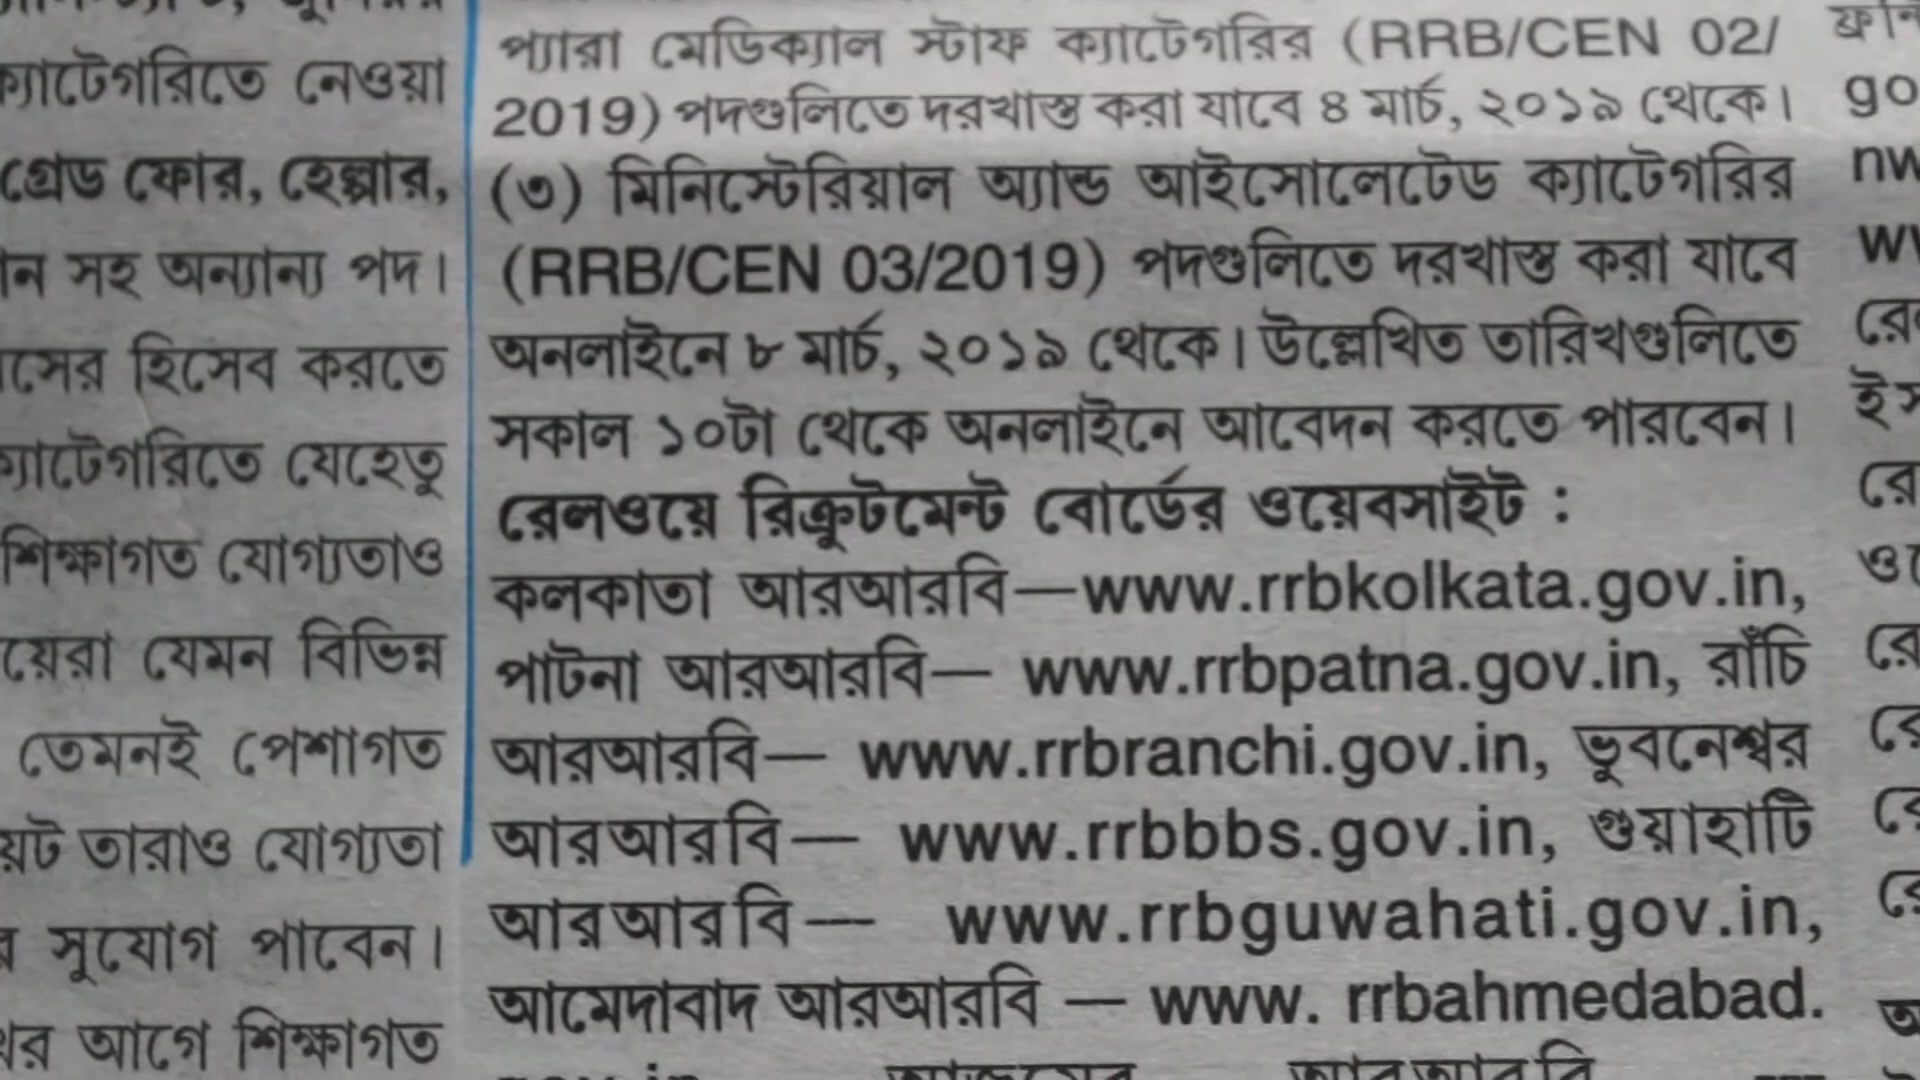 ক্যাটেগরিতে নেওয়া
গ্রেড ফোর, হেল্পার,
সহ অন্যান্য পদ।
হিসেব করতে
ক্যাটেগরিতে যেহেতু
শিক্ষাগত যোগ্যতাও
যেমন বিভিন্ন
তেমনই পেশাগত
তারাও যোগ্যতা
সুযোগ পাবেন।
আগে শিক্ষাগত
প্যারা মেডিক্যাল স্টাফ ক্যাটেগরির (RRB/CEN 02/
2019) পদগুলিতে দরখাস্ত করা যাবে ৪ মার্চ, ২০১৯ থেকে।
(৩) মিনিস্টেরিয়াল অ্যান্ড আইসোলেটেড ক্যাটেগরির
(RRB/CEN 03/2019) পদগুলিতে দরখাস্ত করা যাবে
অনলাইনে ৮ মার্চ, ২০১৯ থেকে। উল্লেখিত তারিখগুলিতে
সকাল ১০টা থেকে অনলাইনে আবেদন করতে পারবেন।
রেলওয়ে রিক্রুটমেন্ট বোর্ডের ওয়েবসাইট :
কলকাতা আরআরবি—www.rrbkolkata.gov.in,
পাটনা আরআরবি— www.rrbpatna.gov.in, রাঁচি
আরআরবি— www.rrbranchi.gov.in, ভুবনেশ্বর
আরআরবি— www.rrbbbs.gov.in, গুয়াহাটি
আরআরবি— www.rrbguwahati.gov.in,
আমেদাবাদ আরআরবি — www. rrbahmedabad.